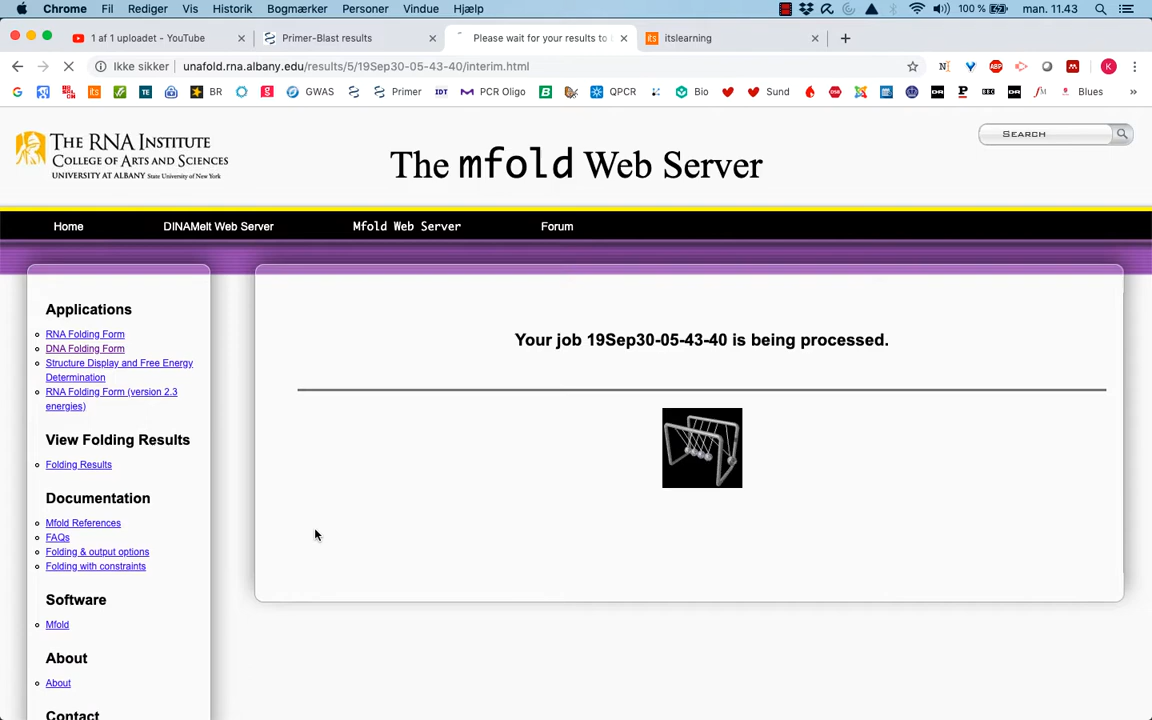 Chrome Fil Rediger Vis Historik Bogmærker Personer Vindue Hjælp 100 % man. 11.43
1 af 1 uploadet - YouTube Primer-Blast results Please wait for your results to itslearning
Ikke sikker unafold.rna.albany.edu/results/5/19Sep30-05-43-40/interim.html
BR GWAS Primer IDT PCR Oligo QPCR Bio Sund Blues
THE RNA INSTITUTE
COLLEGE OF ARTS AND SCIENCES
UNIVERSITY AT ALBANY State University of New York
The mfold Web Server
SEARCH
Home DINAMelt Web Server Mfold Web Server Forum
Applications
RNA Folding Form
DNA Folding Form
Structure Display and Free Energy
Determination
RNA Folding Form (version 2.3
energies)
View Folding Results
Folding Results
Documentation
Mfold References
FAQs
Folding & output options
Folding with constraints
Software
Mfold
About
About
Contact
Your job 19Sep30-05-43-40 is being processed.